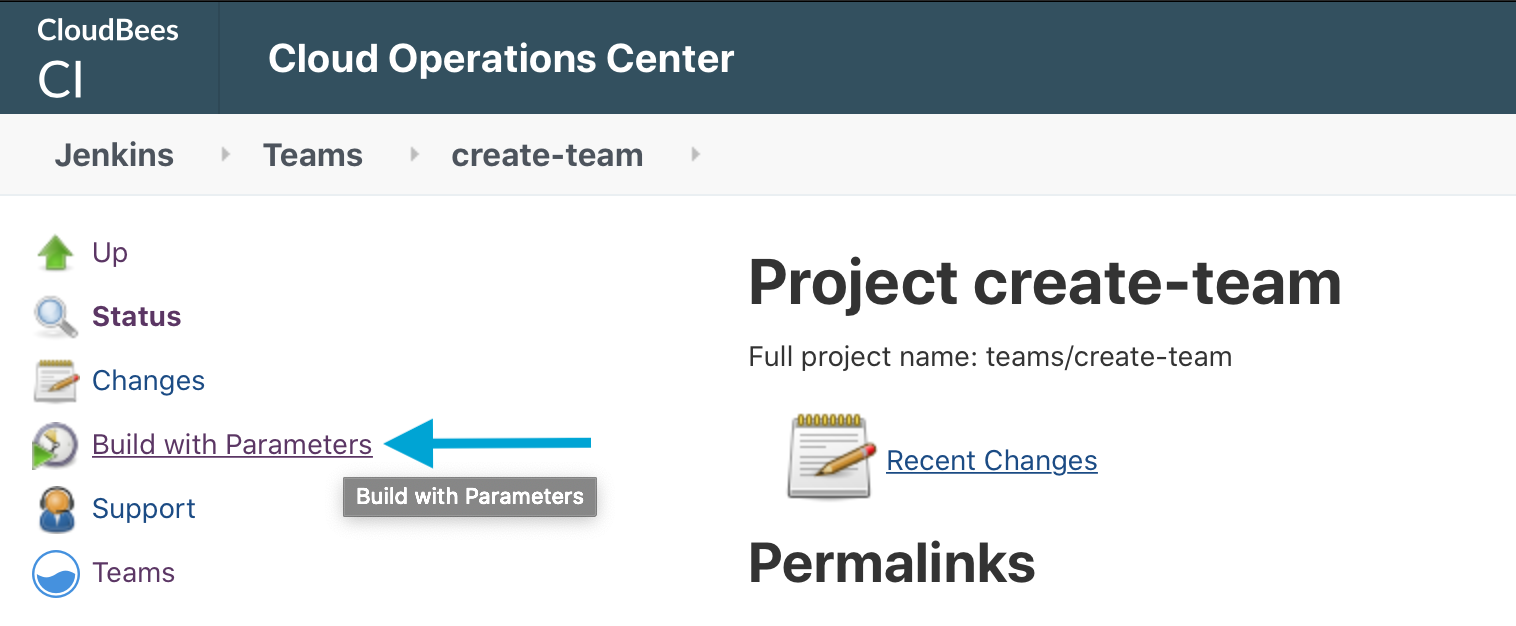 CloudBees
CI
Cloud Operations Center
Jenkins Teams create-team
Up
Status
Changes
Build with Parameters
Build with Parameters
Support
Teams
Project create-team
Full project name: teams/create-team
Recent Changes
Permalinks